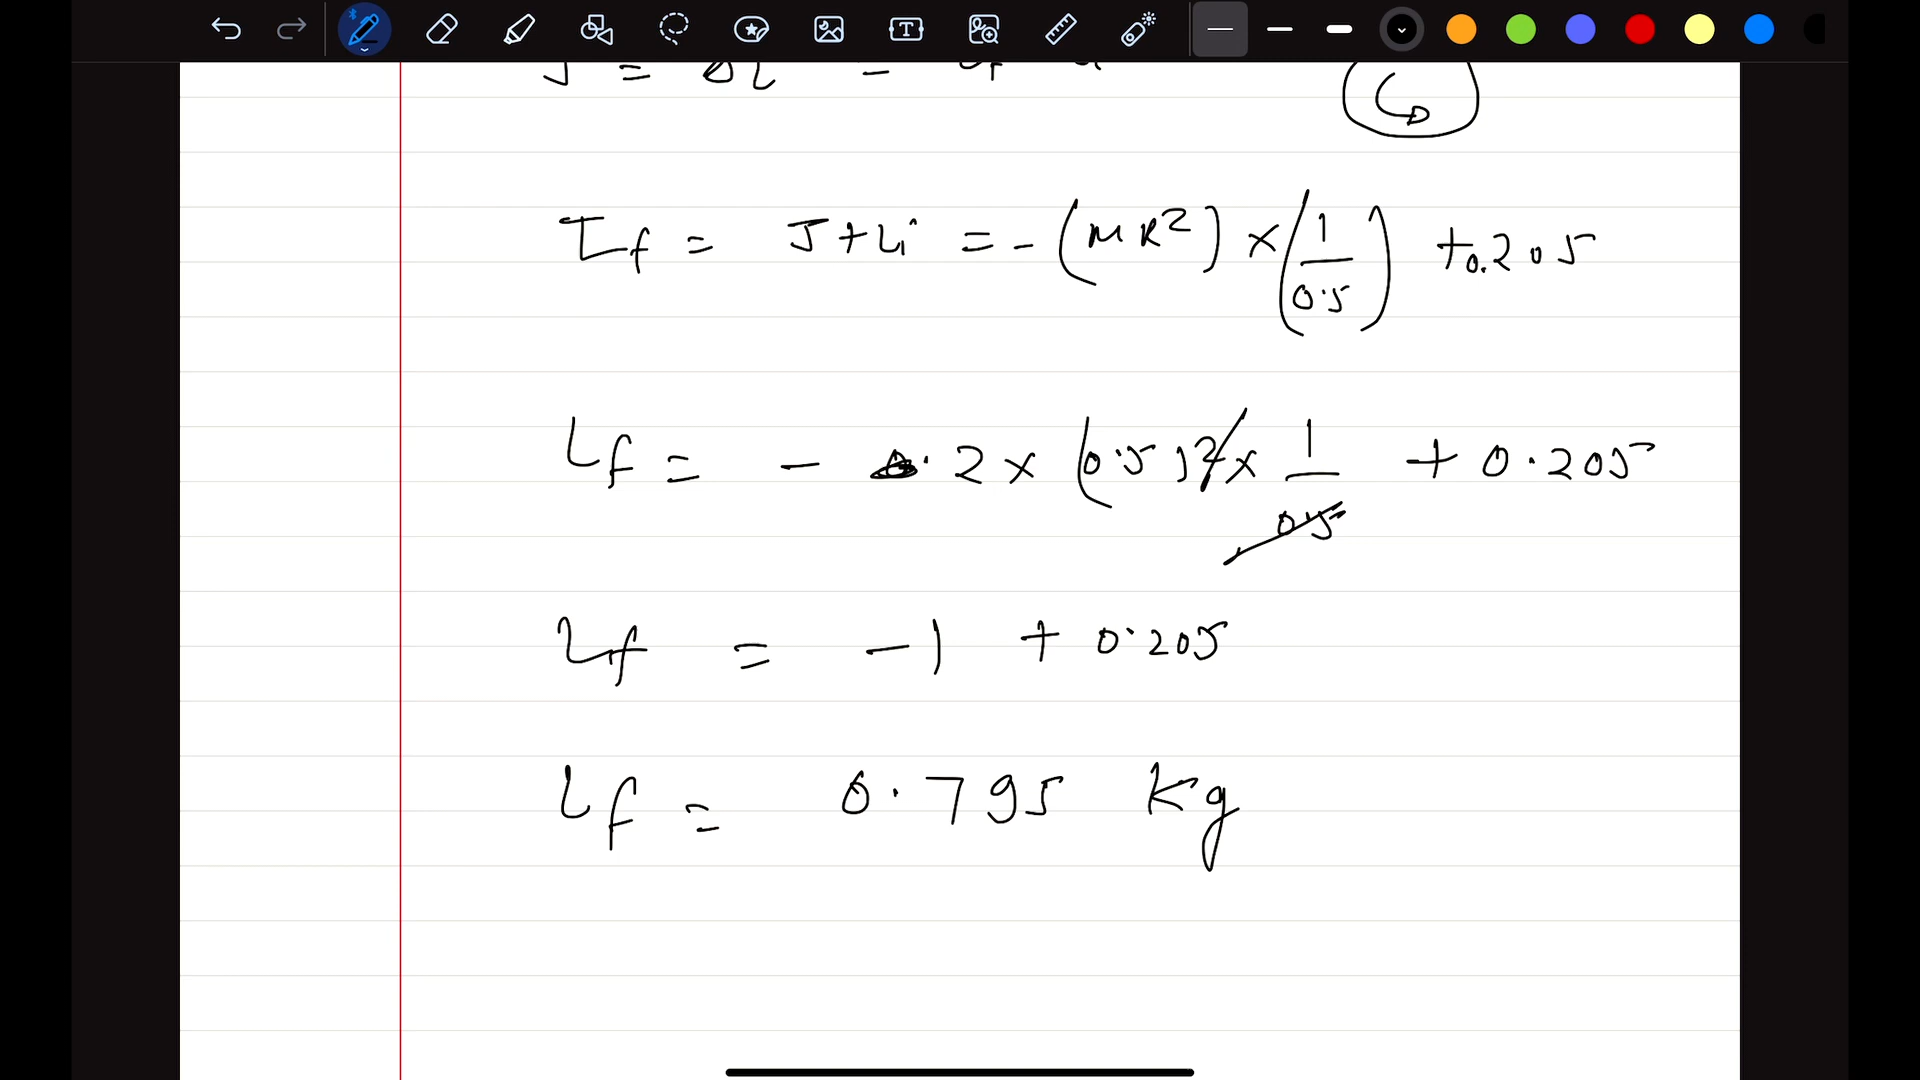 J = ΔL =
Lf = J + Li = - (MR²) × (1/0.5) + 0.205
Lf = - 2 × (0.5)² × 1/0.5 + 0.205
Lf = -1 + 0.205
Lf = 0.795 kg